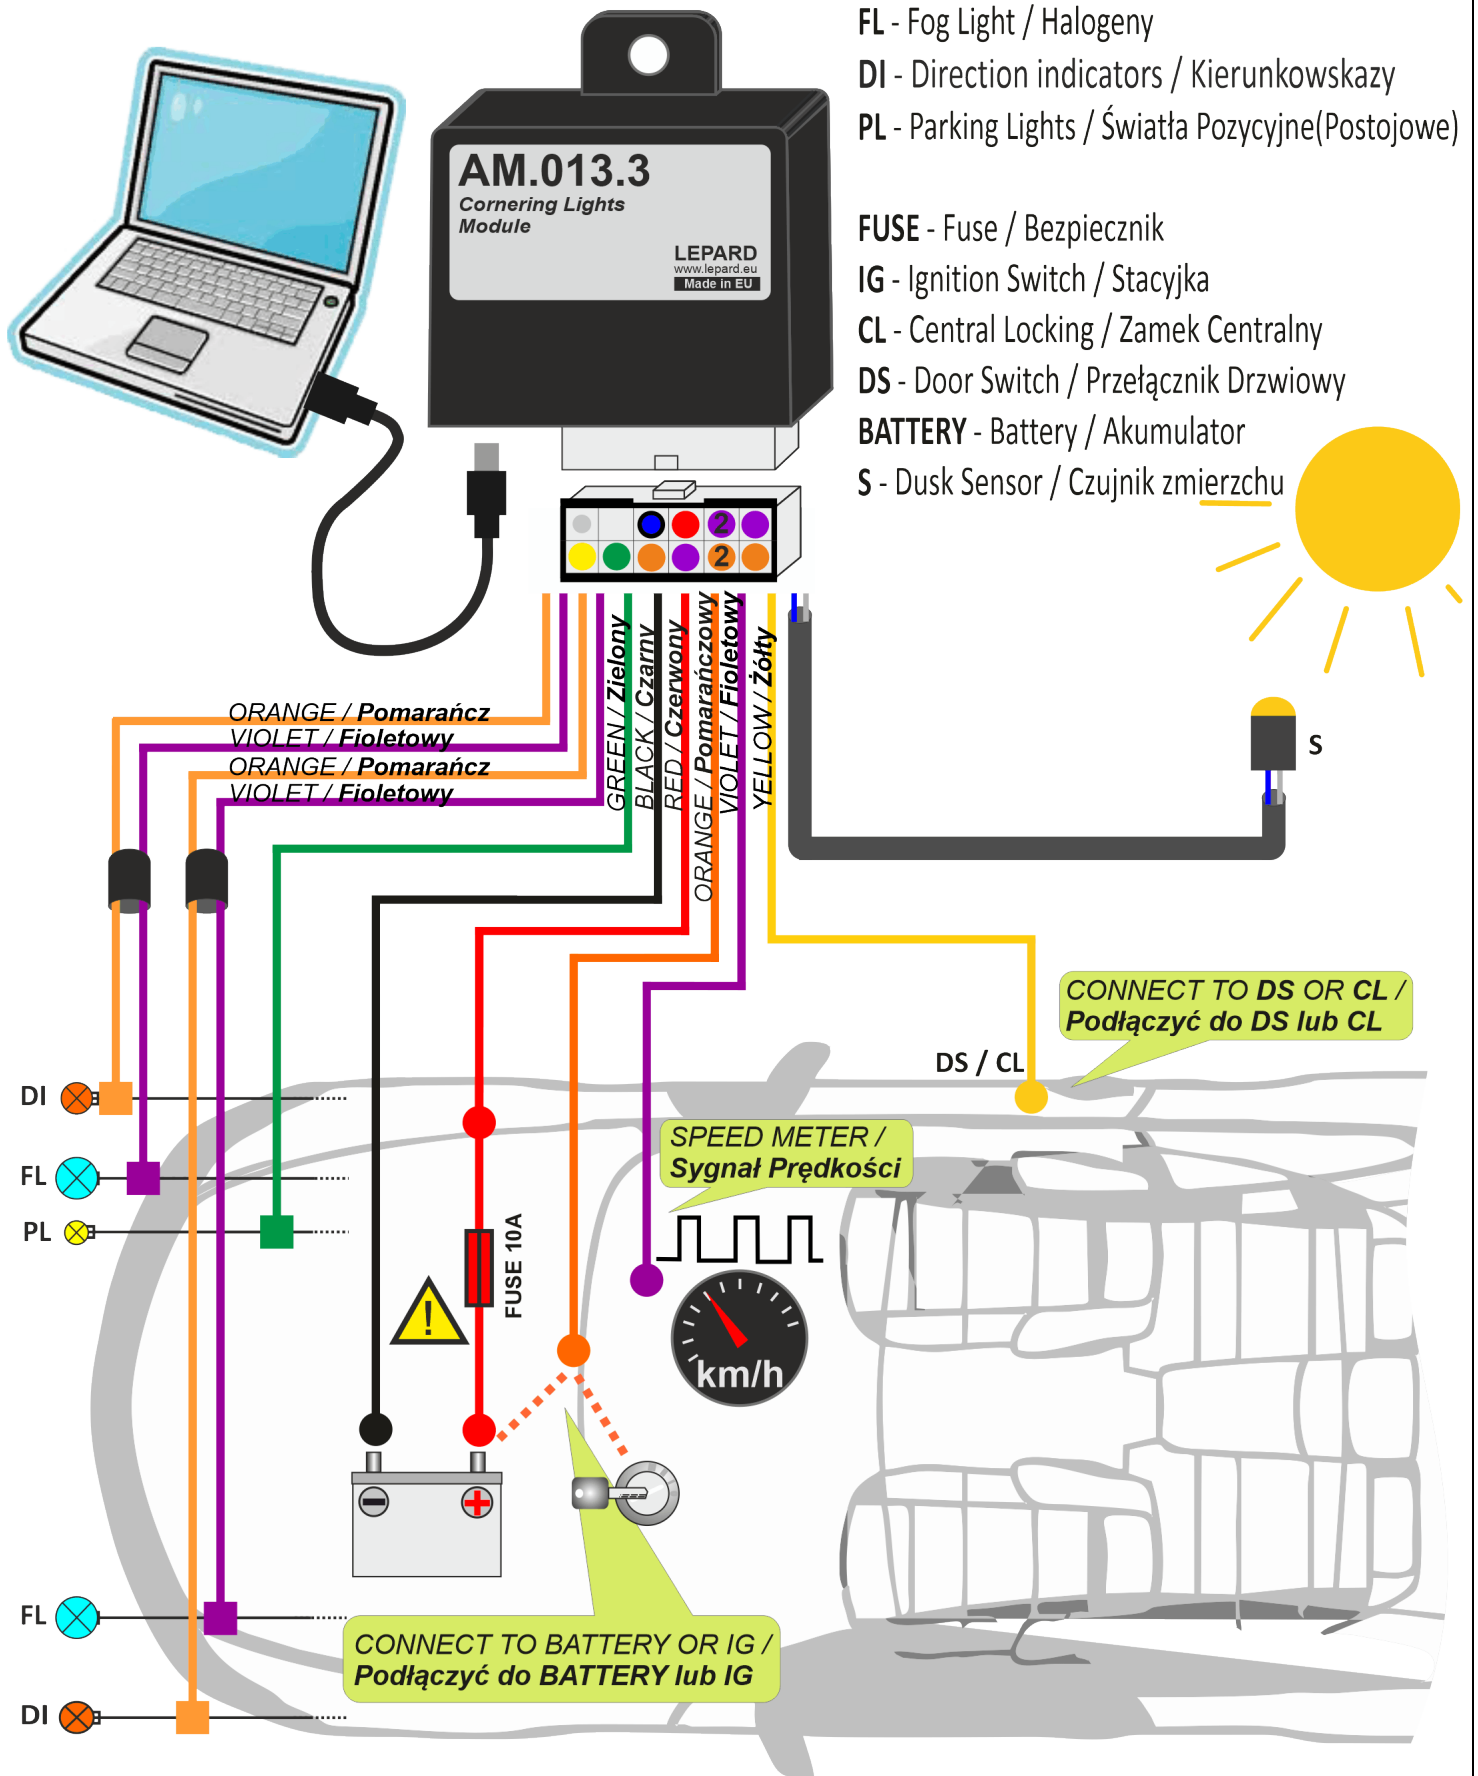 FL - Fog Light / Halogeny
DI - Direction indicators / Kierunkowskazy
PL - Parking Lights / Światła Pozycyjne(Postojowe)
FUSE - Fuse / Bezpiecznik
IG - Ignition Switch / Stacyjka
CL - Central Locking / Zamek Centralny
DS - Door Switch / Przełącznik Drzwiowy
BATTERY - Battery / Akumulator
S - Dusk Sensor / Czujnik zmierzchu
AM.013.3
Cornering Lights
Module
LEPARD
www.lepard.eu
Made in EU
2
2
ORANGE / Pomarańcz
VIOLET / Fioletowy
ORANGE / Pomarańcz
VIOLET / Fioletowy
GREEN / Zielony
BLACK / Czarny
RED / Czerwony
ORANGE / Pomarańczowy
VIOLET / Fioletowy
YELLOW / Żółty
S
CONNECT TO DS OR CL /
Podłączyć do DS lub CL
DS / CL
DI
FL
PL
SPEED METER /
Sygnał Prędkości
FUSE 10A
!
km/h
FL
DI
CONNECT TO BATTERY OR IG /
Podłączyć do BATTERY lub IG